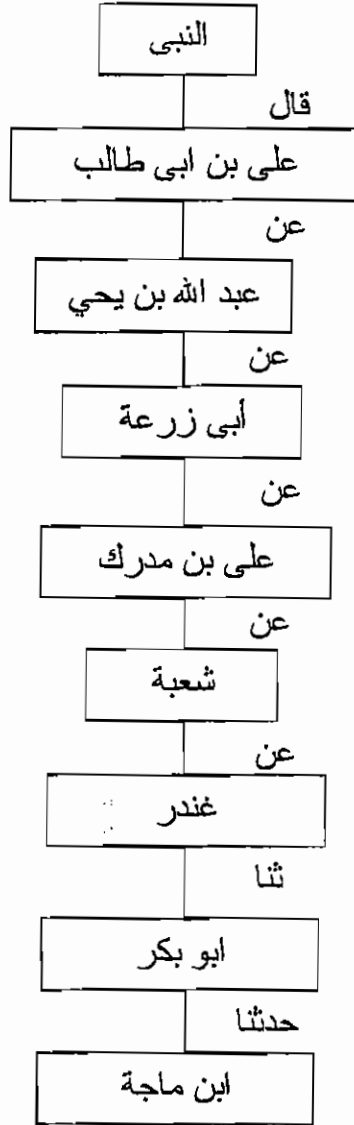 النبى
قال
على بن ابى طالب
عن
عبد الله بن يحي
عن
أبى زرعة
عن
على بن مدرك
عن
شعبة
عن
غندر
ثنا
ابو بكر
حدثنا
ابن ماجة